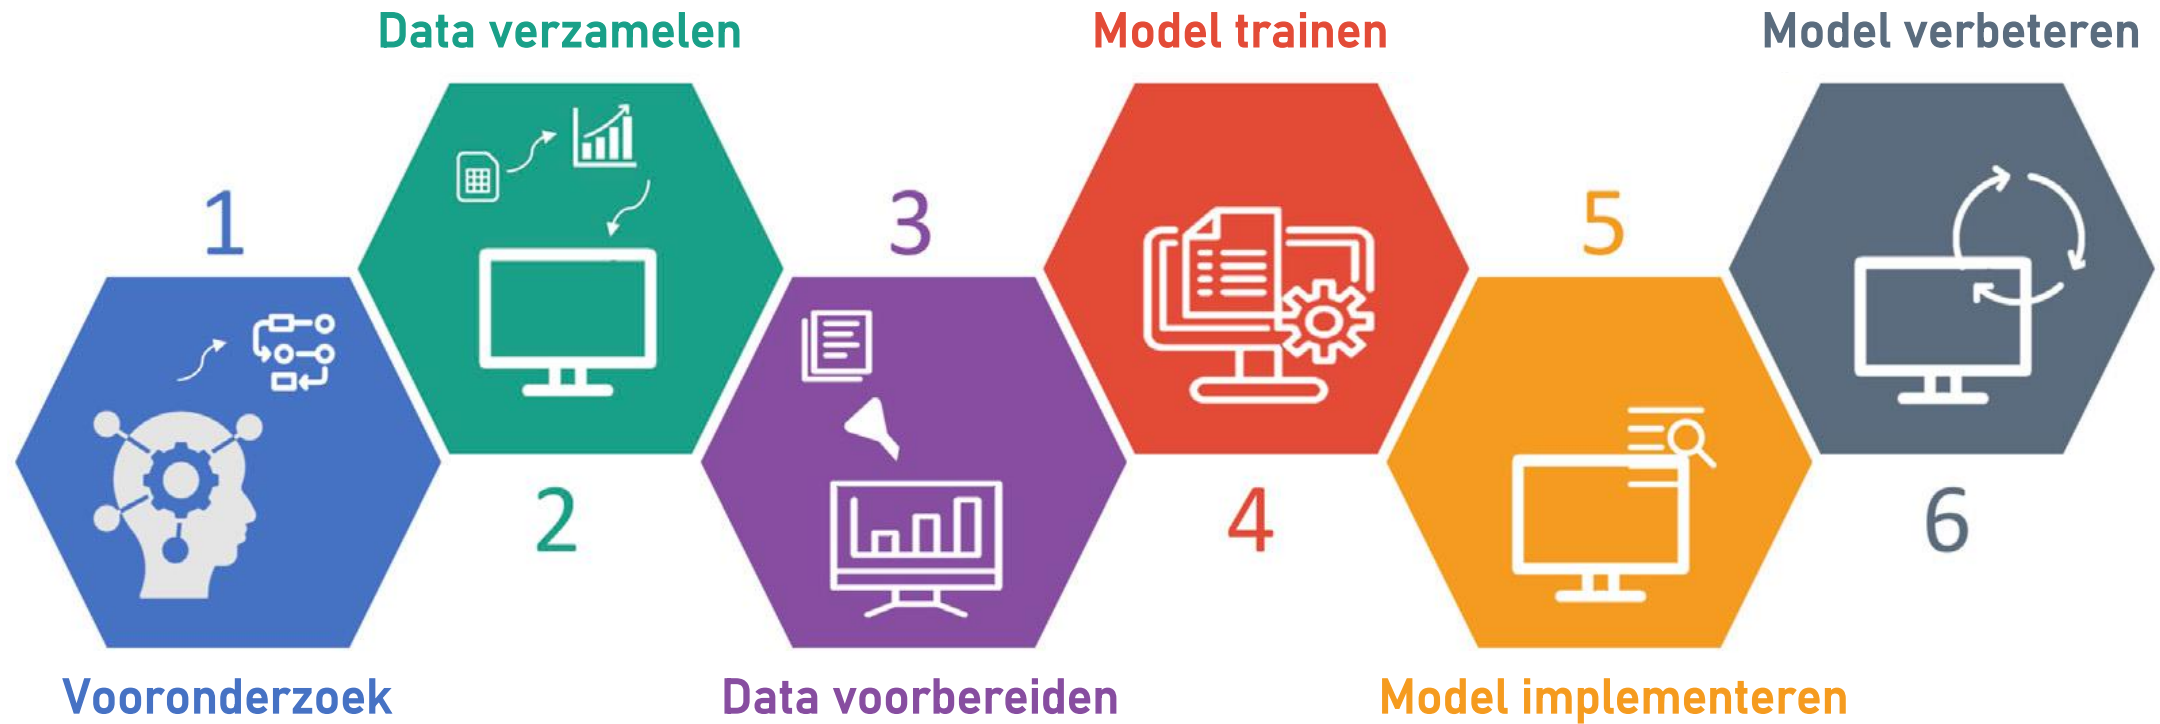 1
Vooronderzoek
Data verzamelen
2
3
Data voorbereiden
Model trainen
4
5
Model implementeren
Model verbeteren
6